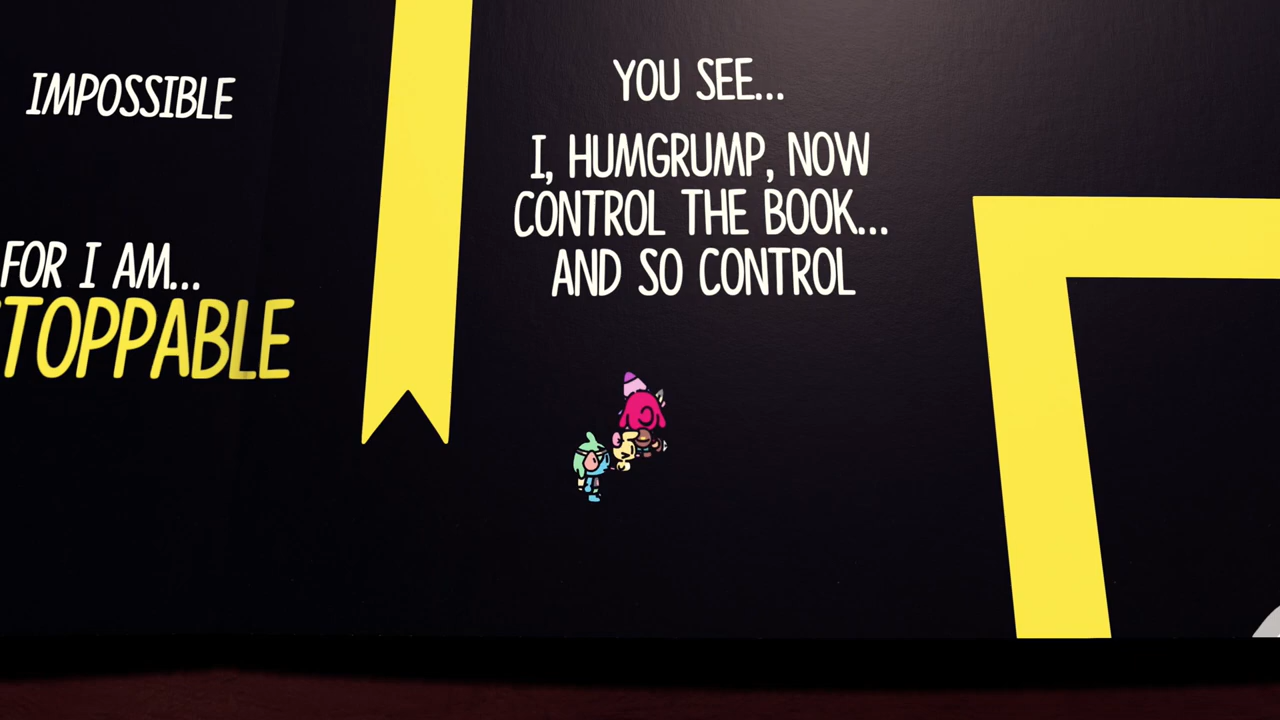 IMPOSSIBLE
FOR I AM...
TOPPABLE
YOU SEE...
I, HUMGRUMP, NOW
CONTROL THE BOOK...
AND SO CONTROL